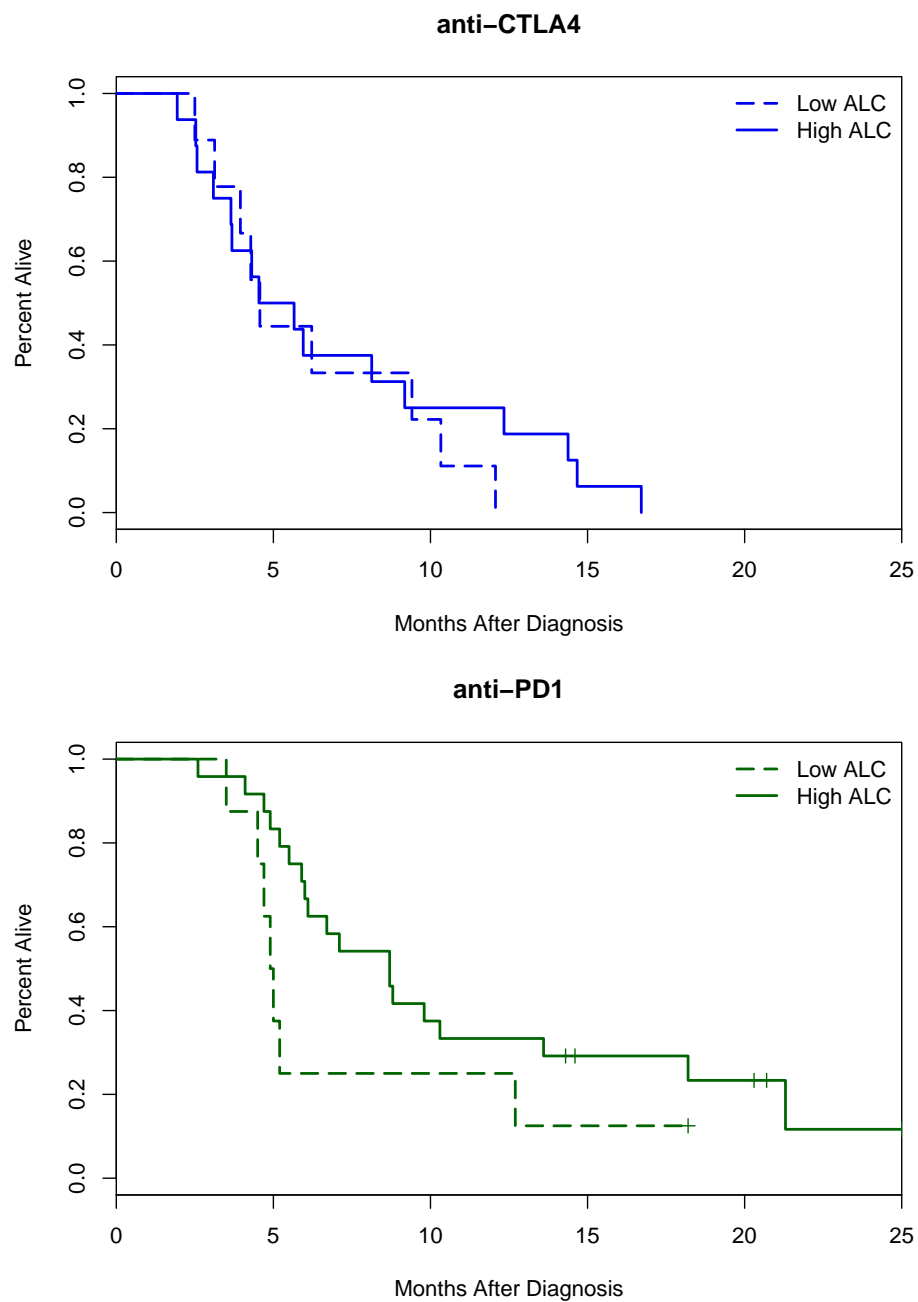 anti−CTLA4
Low ALC
High ALC
1.0
0.8
0.6
0.4
0.2
0.0
Percent Alive
0 5 10 15 20 25
Months After Diagnosis
anti−PD1
Low ALC
High ALC
1.0
0.8
0.6
0.4
0.2
0.0
Percent Alive
0 5 10 15 20 25
Months After Diagnosis